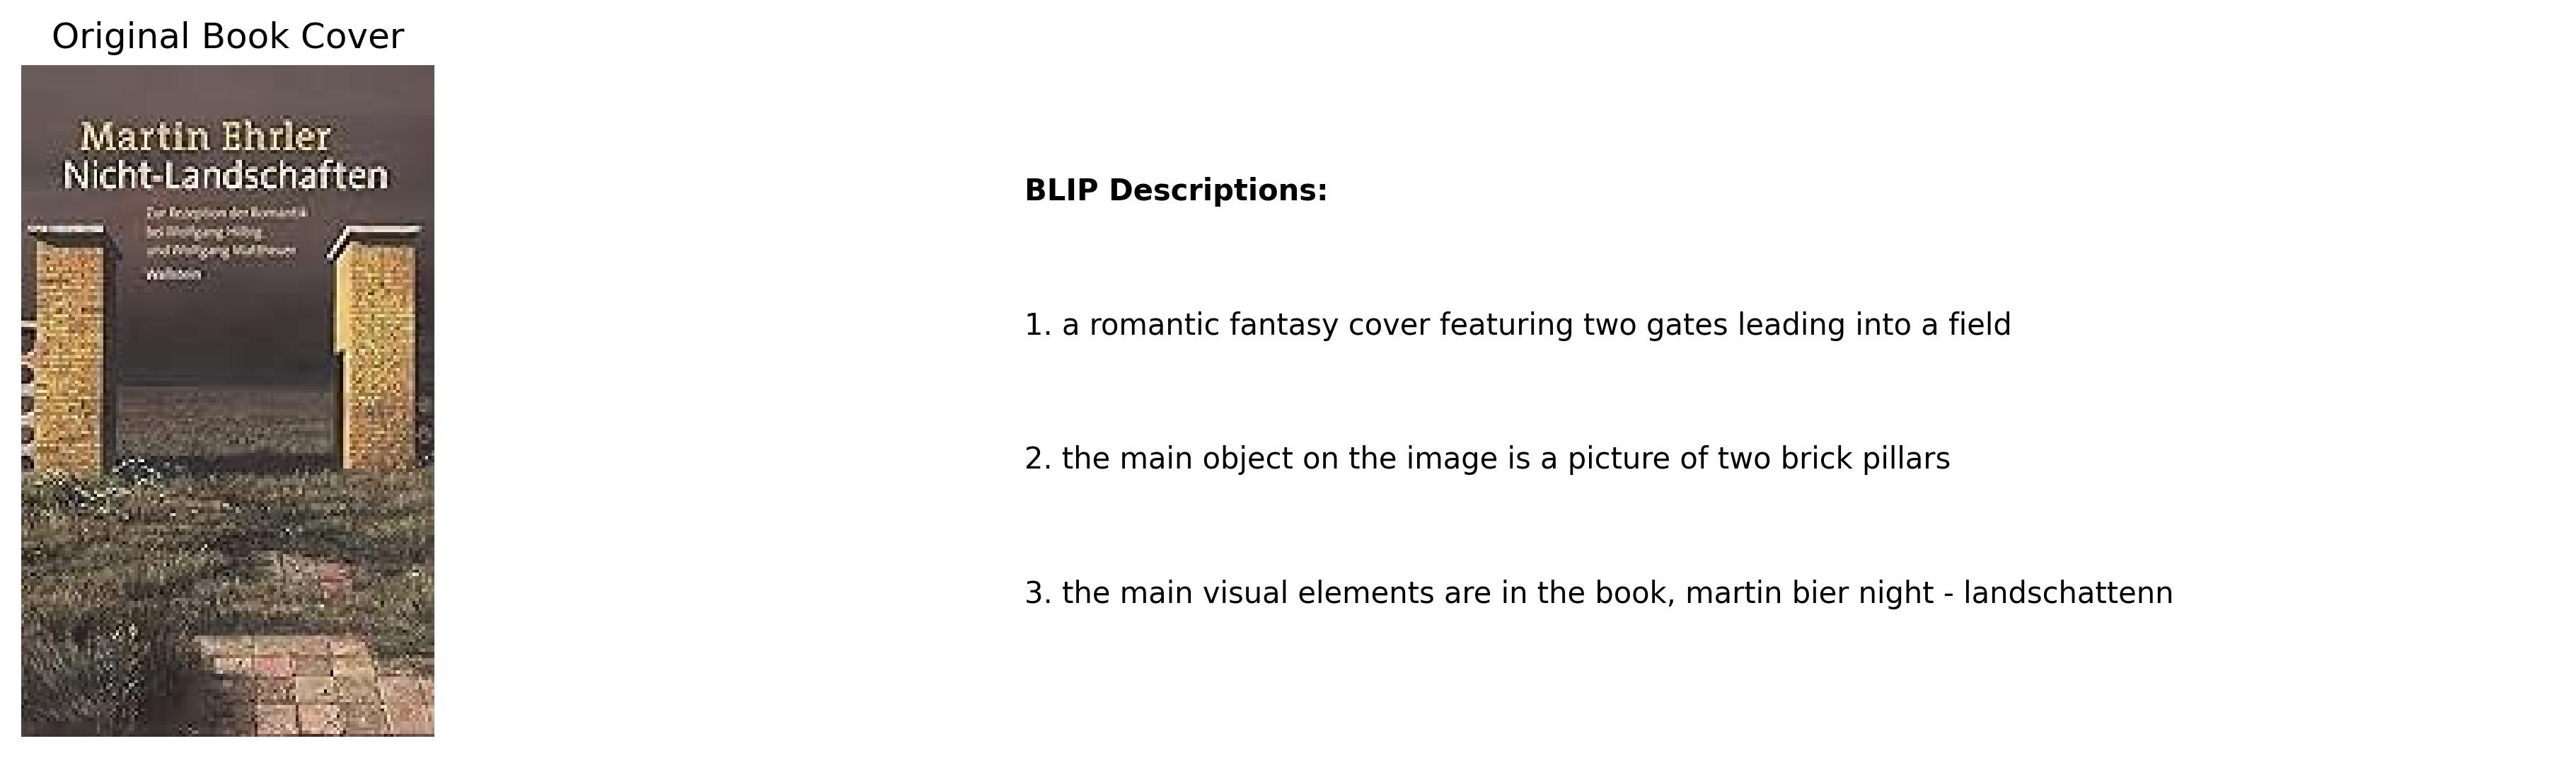 Original Book Cover
Martin Ehrler
Nicht-Landschaften
Zur Rezeption der Romantik
bei Wolfgang Hilbig
und Wolfgang Mattheuer
Wallstein
BLIP Descriptions:
1. a romantic fantasy cover featuring two gates leading into a field
2. the main object on the image is a picture of two brick pillars
3. the main visual elements are in the book, martin bier night - landschattenn